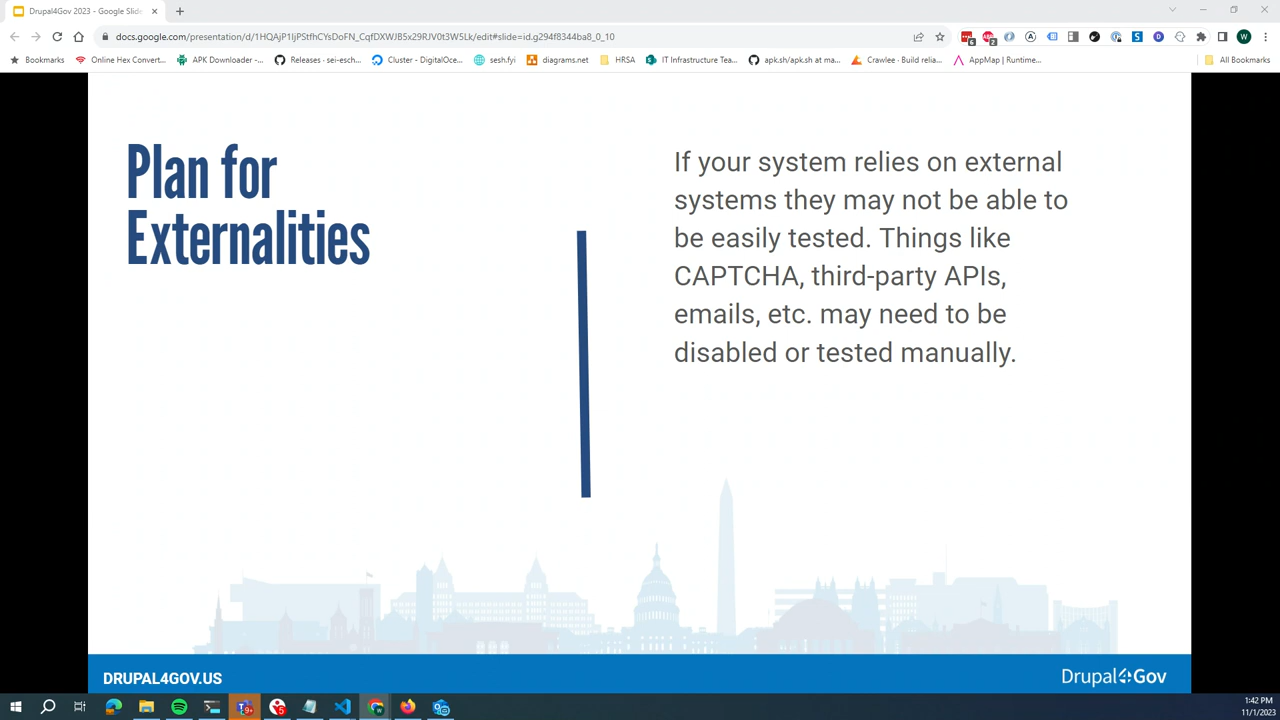 Drupal4Gov 2023 - Google Slide
docs.google.com/presentation/d/1HQAjP1IjPStfhCYsDoFN_CqfDXWJB5x29RJV0t3W5Lk/edit#slide=id.g294f8344ba8_0_10
Bookmarks
Online Hex Convert...
APK Downloader -...
Releases · sei-esch...
Cluster - DigitalOce...
sesh.fyi
diagrams.net
HRSA
IT Infrastructure Tea...
apk.sh/apk.sh at ma...
Crawlee · Build relia...
AppMap | Runtime...
All Bookmarks
Plan for
Externalities
If your system relies on external
systems they may not be able to
be easily tested. Things like
CAPTCHA, third-party APIs,
emails, etc. may need to be
disabled or tested manually.
DRUPAL4GOV.US
Drupal4Gov
1:42 PM
11/1/2023